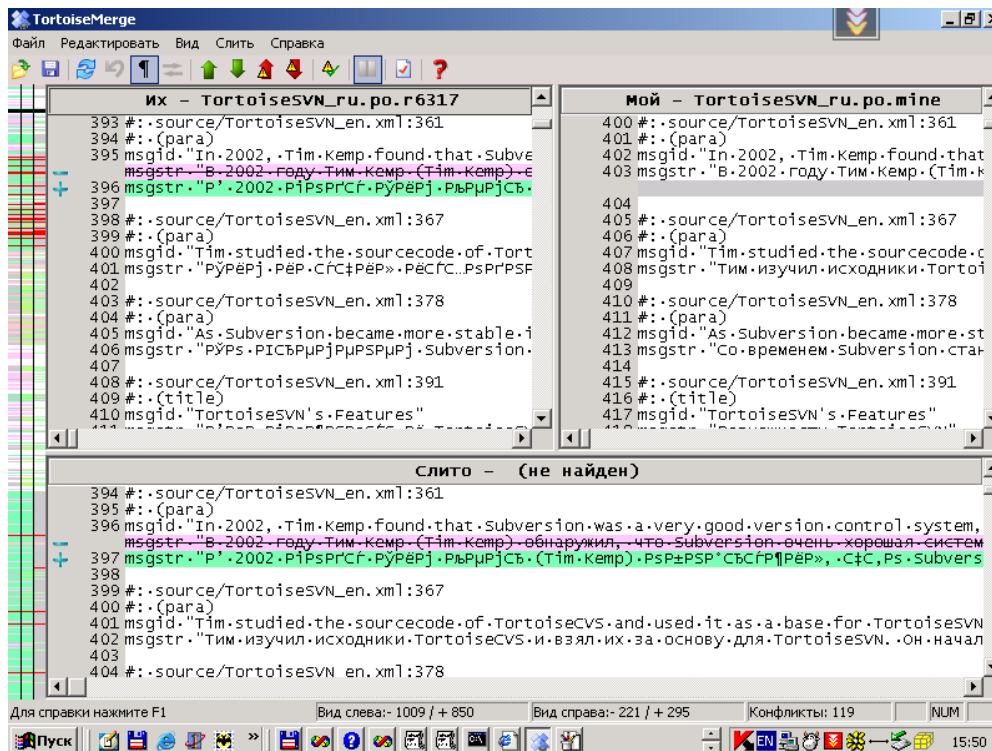 TortoiseMerge
Файл Редактировать Вид Слить Справка
Их - TortoiseSVN_ru.po.r6317
393 #:·source/TortoiseSVN_en.xml:361
394 #:·(para)
395 msgid·"In·2002,·Tim·Kemp·found·that·Subve
msgstr·"В·2002·году·Тим·Кемп·(Tim·Kemp)·о
396 msgstr·"Р’·2002·РіРѕРґСѓ·РўРёРј·РљРµРјСЂ·
397
398 #:·source/TortoiseSVN_en.xml:367
399 #:·(para)
400 msgid·"Tim·studied·the·sourcecode·of·Tort
401 msgstr·"РўРёРј·РёР·СѓС‡РёР»·РёСЃС…РѕРґРЅ
402
403 #:·source/TortoiseSVN_en.xml:378
404 #:·(para)
405 msgid·"As·Subversion·became·more·stable·i
406 msgstr·"РЎРѕ·РІСЂРµРјРµРЅРµРј·Subversion·
407
408 #:·source/TortoiseSVN_en.xml:391
409 #:·(title)
410 msgid·"TortoiseSVN's·Features"
Мой - TortoiseSVN_ru.po.mine
400 #:·source/TortoiseSVN_en.xml:361
401 #:·(para)
402 msgid·"In·2002,·Tim·Kemp·found·that
403 msgstr·"В·2002·году·Тим·Кемп·(Tim·K
404
405 #:·source/TortoiseSVN_en.xml:367
406 #:·(para)
407 msgid·"Tim·studied·the·sourcecode·o
408 msgstr·"Тим·изучил·исходники·Tortoi
409
410 #:·source/TortoiseSVN_en.xml:378
411 #:·(para)
412 msgid·"As·Subversion·became·more·st
413 msgstr·"Со·временем·Subversion·стан
414
415 #:·source/TortoiseSVN_en.xml:391
416 #:·(title)
417 msgid·"TortoiseSVN's·Features"
Слито - (не найден)
394 #:·source/TortoiseSVN_en.xml:361
395 #:·(para)
396 msgid·"In·2002,·Tim·Kemp·found·that·Subversion·was·a·very·good·version·control·system,
msgstr·"В·2002·году·Тим·Кемп·(Tim·Kemp)·обнаружил,·что·Subversion·очень·хорошая·систем
397 msgstr·"Р’·2002·РіРѕРґСѓ·РўРёРј·РљРµРјСЂ·(Tim·Kemp)·РѕР±РЅР°СЂСѓР¶РёР»,·С‡С‚Рѕ·Subvers
398
399 #:·source/TortoiseSVN_en.xml:367
400 #:·(para)
401 msgid·"Tim·studied·the·sourcecode·of·TortoiseCVS·and·used·it·as·a·base·for·TortoiseSVN
402 msgstr·"Тим·изучил·исходники·TortoiseCVS·и·взял·их·за·основу·для·TortoiseSVN.·Он·начал
403
404 #:·source/TortoiseSVN_en.xml:378
Для справки нажмите F1 Вид слева:- 1009 / + 850 Вид справа:- 221 / + 295 Конфликты: 119 NUM
Пуск » EN 15:50